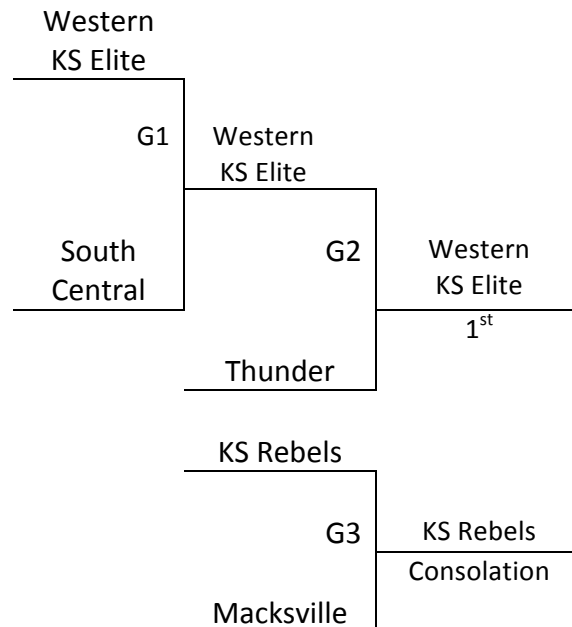 Western
KS Elite
G1
Western
KS Elite
South
Central
G2
Western
KS Elite
1st
Thunder
KS Rebels
G3
KS Rebels
Consolation
Macksville